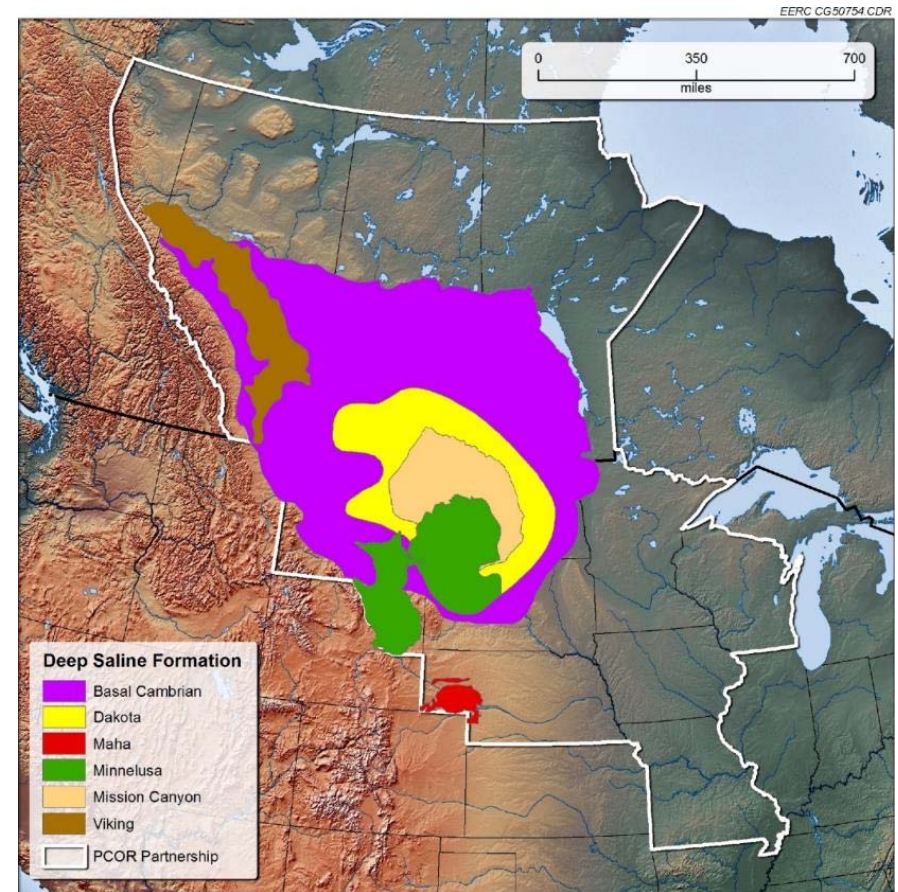 EERC CG50754.CDR
0 350 700
miles
Deep Saline Formation
Basal Cambrian
Dakota
Maha
Minnelusa
Mission Canyon
Viking
PCOR Partnership